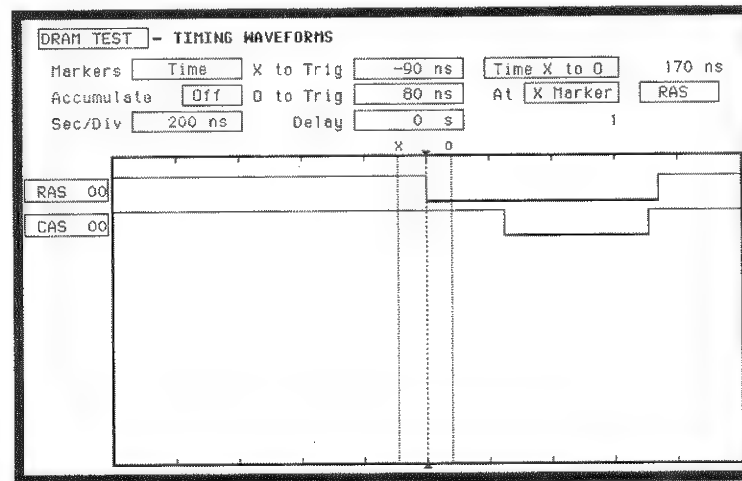 DRAM TEST - TIMING WAVEFORMS
Markers Time X to Trig -90 ns Time X to O 170 ns
Accumulate Off O to Trig 80 ns At X Marker RAS
Sec/Div 200 ns Delay 0 s 1
X O
RAS 00
CAS 00